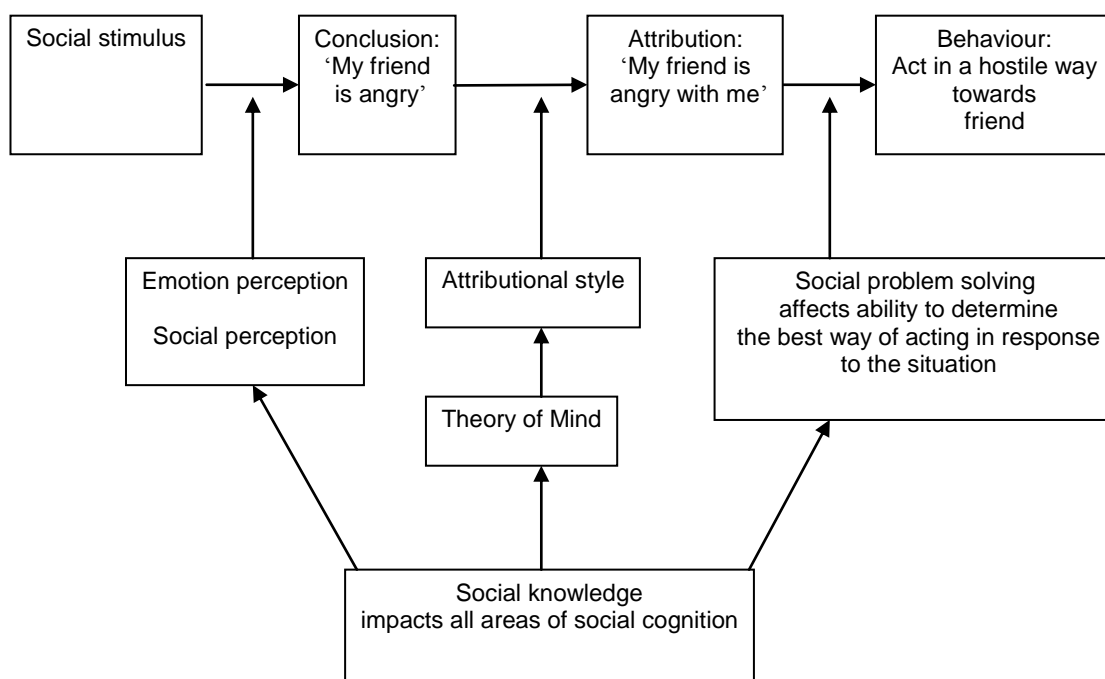 Social stimulus
Conclusion:
‘My friend
is angry’
Attribution:
‘My friend is
angry with me’
Behaviour:
Act in a hostile way
towards
friend
Emotion perception
Social perception
Attributional style
Social problem solving
affects ability to determine
the best way of acting in response
to the situation
Theory of Mind
Social knowledge
impacts all areas of social cognition